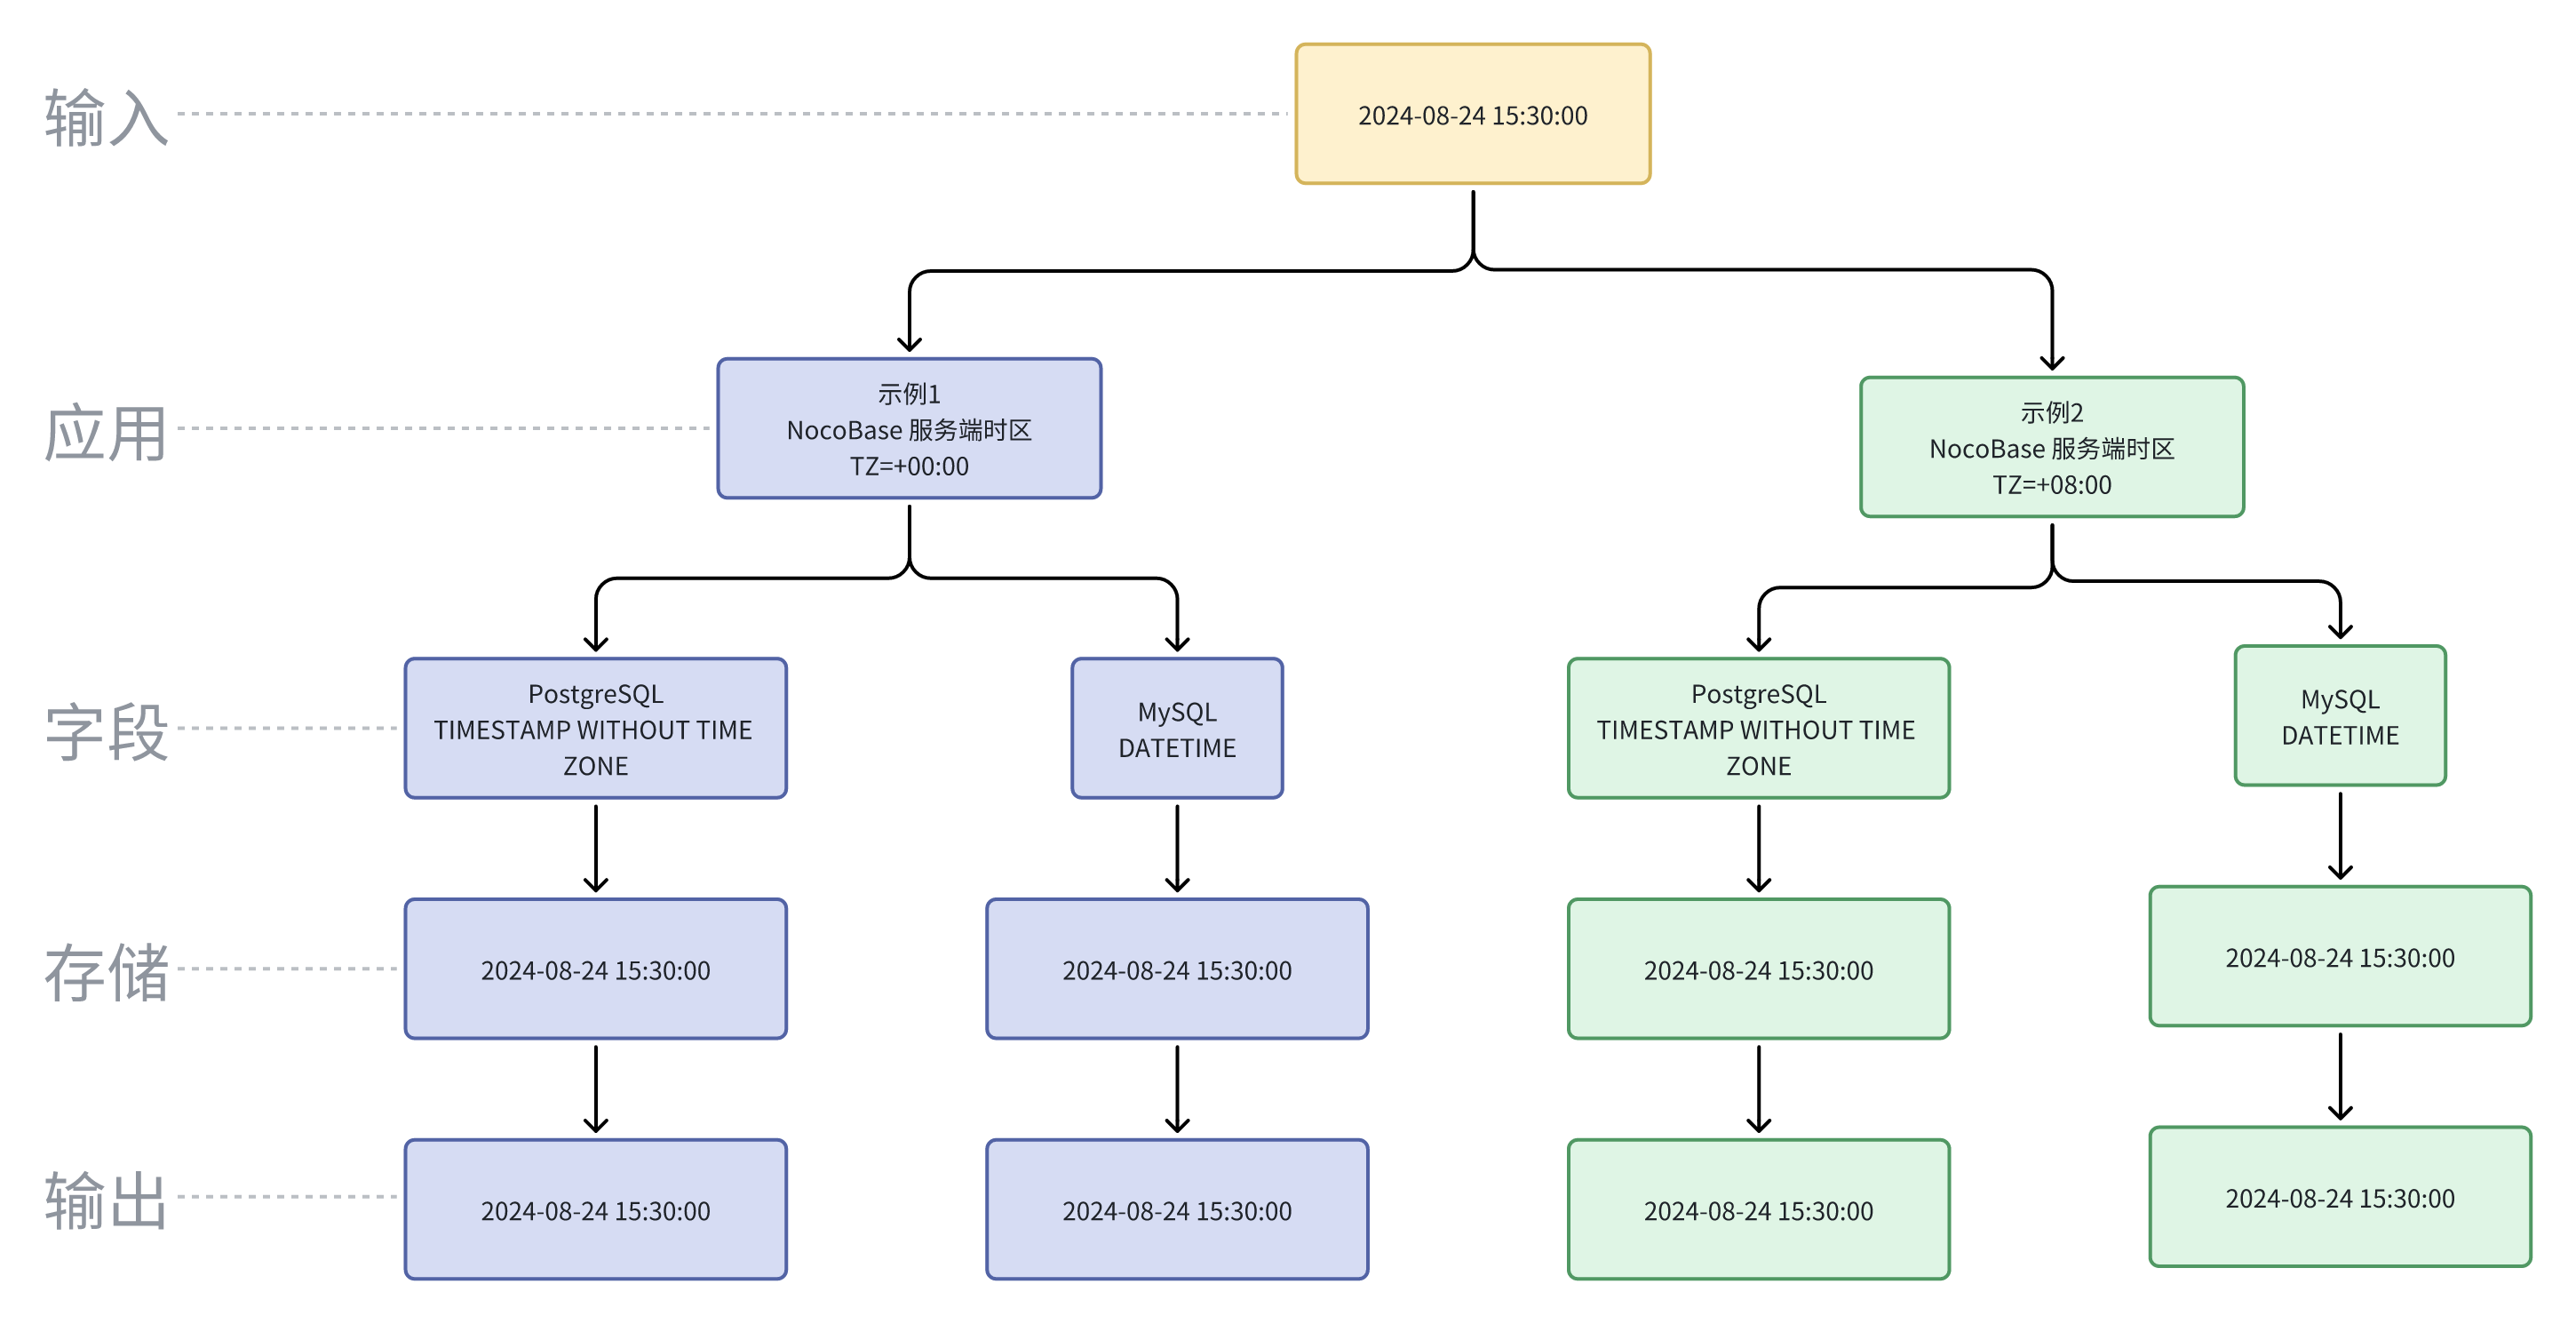 输入
2024-08-24 15:30:00
应用
示例1
NocoBase 服务端时区
TZ=+00:00
示例2
NocoBase 服务端时区
TZ=+08:00
字段
PostgreSQL
TIMESTAMP WITHOUT TIME
ZONE
MySQL
DATETIME
PostgreSQL
TIMESTAMP WITHOUT TIME
ZONE
MySQL
DATETIME
存储
2024-08-24 15:30:00
2024-08-24 15:30:00
2024-08-24 15:30:00
2024-08-24 15:30:00
输出
2024-08-24 15:30:00
2024-08-24 15:30:00
2024-08-24 15:30:00
2024-08-24 15:30:00